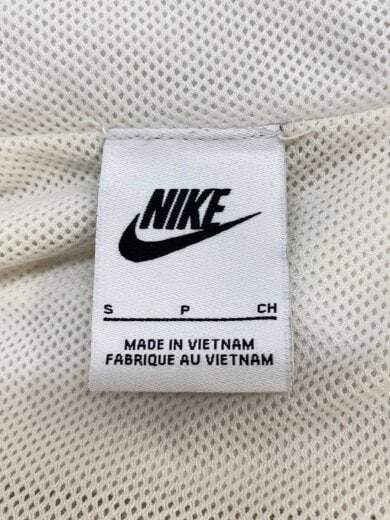 NIKE
S P CH
MADE IN VIETNAM
FABRIQUE AU VIETNAM